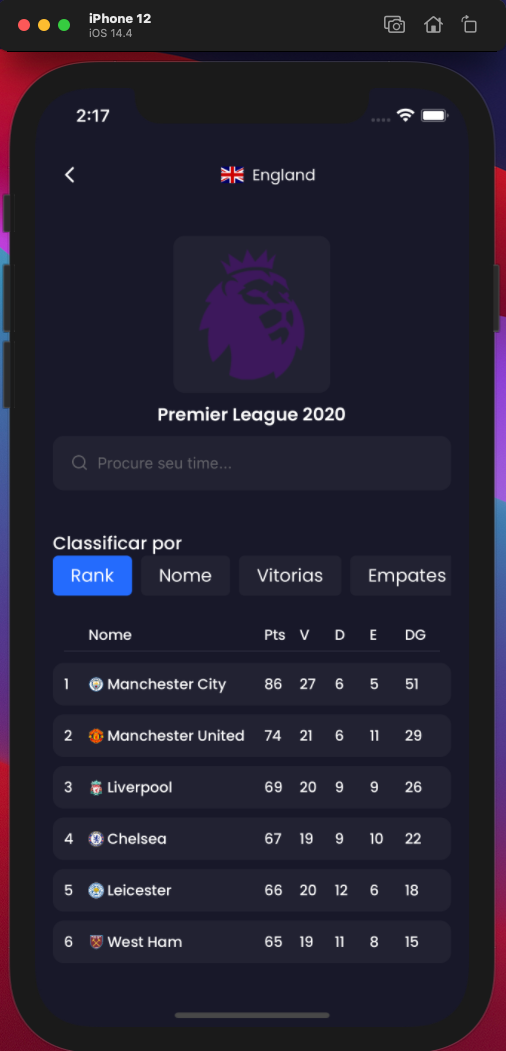 iPhone 12
iOS 14.4
2:17
England
Premier League 2020
Procure seu time...
Classificar por
Rank Nome Vitorias Empates
Nome Pts V D E DG
1 Manchester City 86 27 6 5 51
2 Manchester United 74 21 6 11 29
3 Liverpool 69 20 9 9 26
4 Chelsea 67 19 9 10 22
5 Leicester 66 20 12 6 18
6 West Ham 65 19 11 8 15